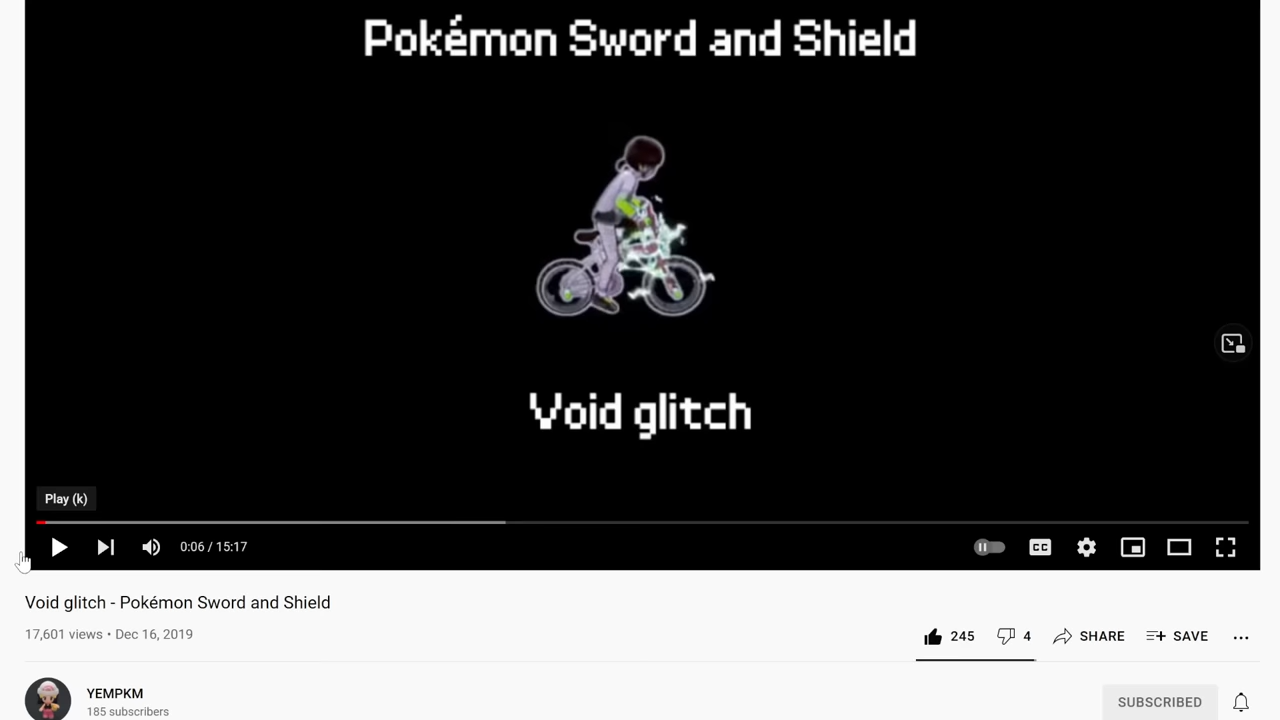 Pokémon Sword and Shield
Void glitch
Play (k)
0:06 / 15:17
CC
Void glitch - Pokémon Sword and Shield
17,601 views • Dec 16, 2019
245
4
SHARE
SAVE
YEMPKM
185 subscribers
SUBSCRIBED